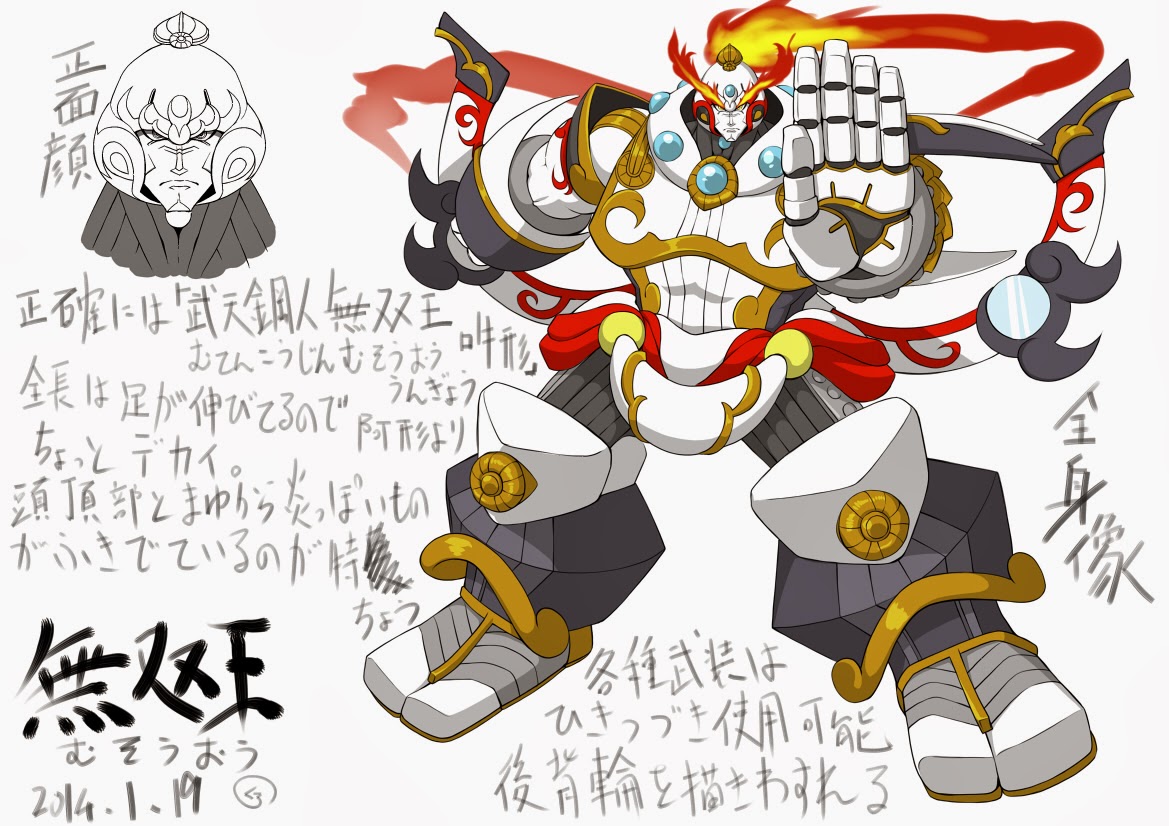 正面顔
正確には「武天鋼人無双王
むてんこうじんむそうおう
吽形
うんぎょう
全長は足が伸びてるので
阿形より
ちょっとデカイ。
頭頂部とまゆから炎っぽいもの
がふきでているのが特
ちょう
全身像
無双王
むそうおう
2014.1.19
各種武装は
ひきつづき使用可能
後背輪を描きわすれる